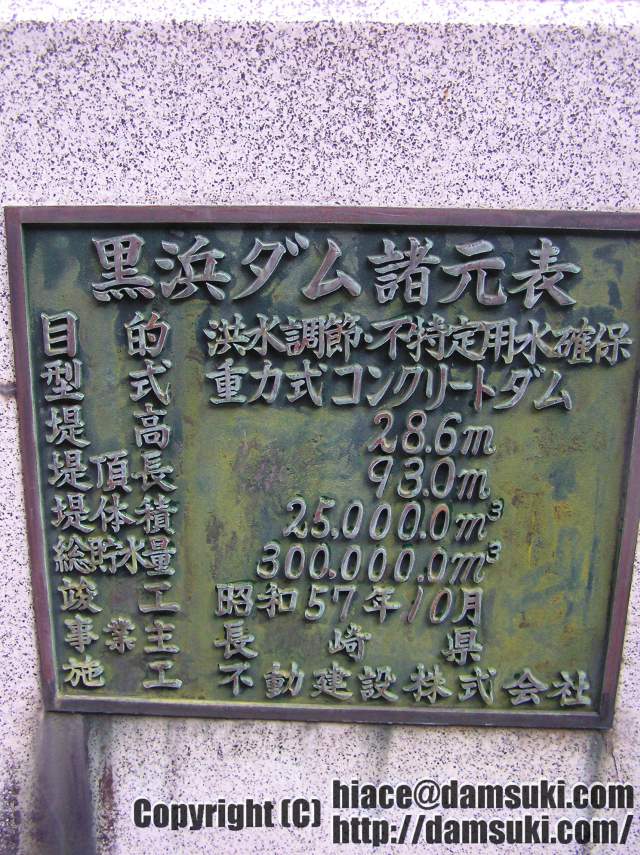 黒浜ダム諸元表
目的 洪水調節・不特定用水確保
型式 重力式コンクリートダム
堤高 28.6m
堤頂長 93.0m
堤体積 25,000.0m³
総貯水量 300,000.0m³
竣工 昭和57年10月
事業主 長崎県
施工 不動建設株式会社
Copyright (C) hiace@damsuki.com
http://damsuki.com/